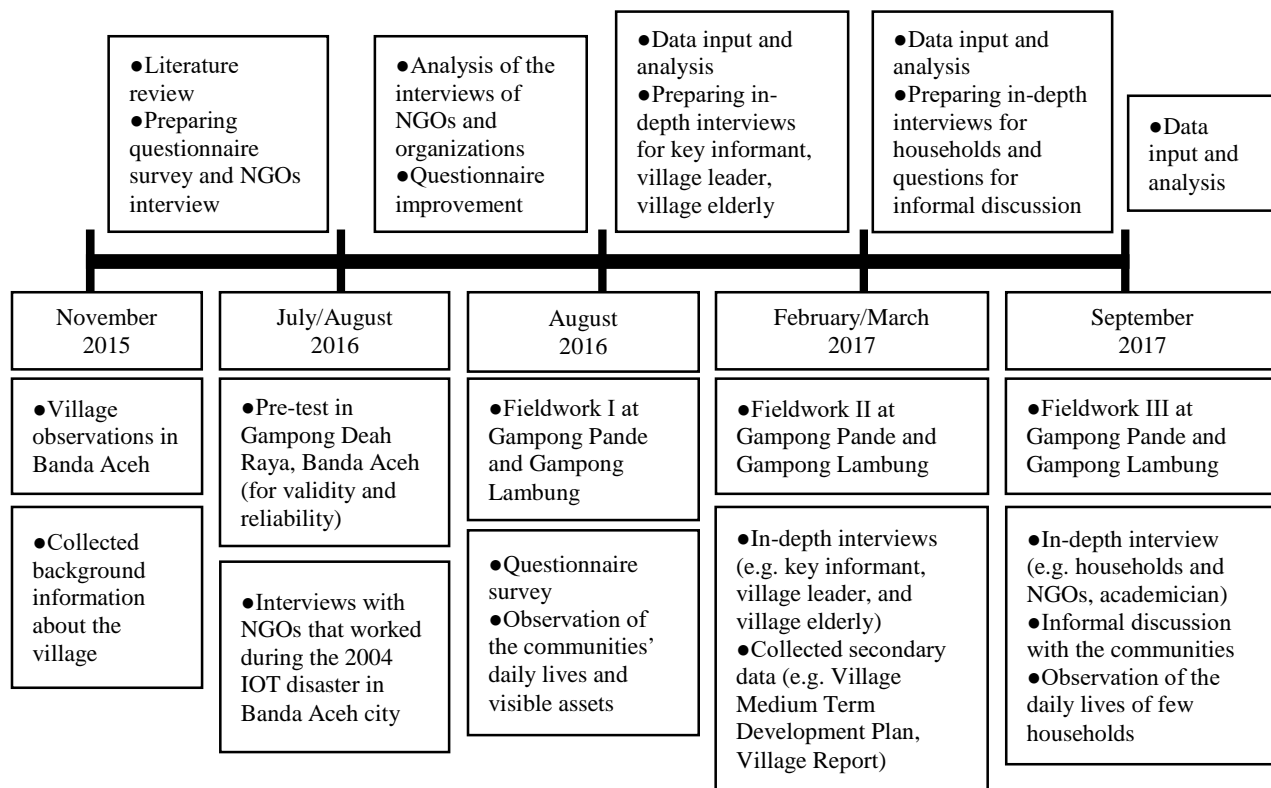 ●Literature
review
●Preparing
questionnaire
survey and NGOs
interview
●Analysis of the
interviews of
NGOs and
organizations
●Questionnaire
improvement
●Data input and
analysis
●Preparing in-
depth interviews
for key informant,
village leader,
village elderly
●Data input and
analysis
●Preparing in-depth
interviews for
households and
questions for
informal discussion
●Data
input and
analysis
November
2015
July/August
2016
August
2016
February/March
2017
September
2017
●Village
observations in
Banda Aceh
●Pre-test in
Gampong Deah
Raya, Banda Aceh
(for validity and
reliability)
●Fieldwork I at
Gampong Pande
and Gampong
Lambung
●Fieldwork II at
Gampong Pande and
Gampong Lambung
●Fieldwork III at
Gampong Pande and
Gampong Lambung
●Collected
background
information
about the
village
●Interviews with
NGOs that worked
during the 2004
IOT disaster in
Banda Aceh city
●Questionnaire
survey
●Observation of
the communities’
daily lives and
visible assets
●In-depth interviews
(e.g. key informant,
village leader, and
village elderly)
●Collected secondary
data (e.g. Village
Medium Term
Development Plan,
Village Report)
●In-depth interview
(e.g. households and
NGOs, academician)
●Informal discussion
with the communities
●Observation of the
daily lives of few
households